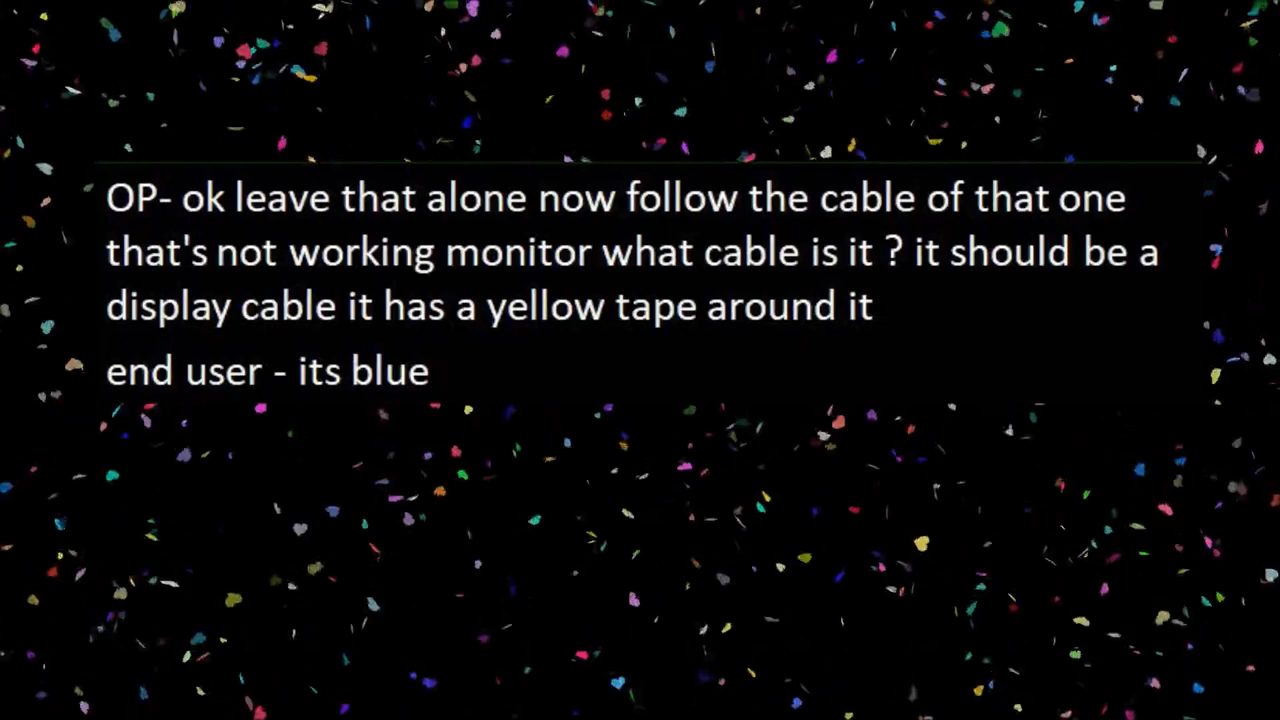 OP- ok leave that alone now follow the cable of that one
that's not working monitor what cable is it ? it should be a
display cable it has a yellow tape around it
end user - its blue